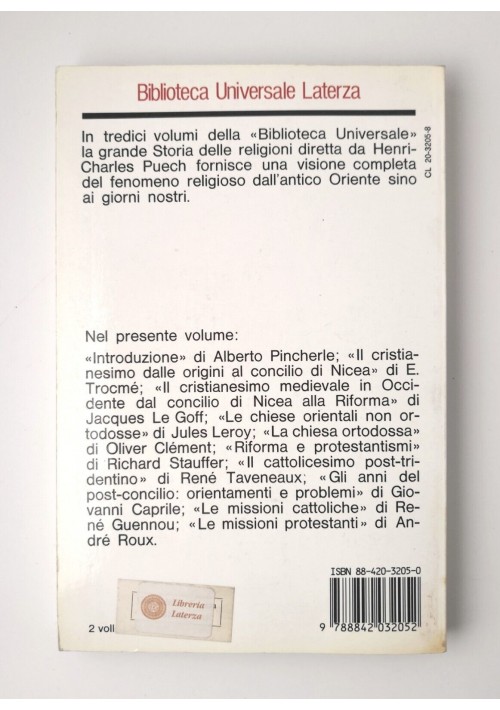 Biblioteca Universale Laterza
In tredici volumi della «Biblioteca Universale»
la grande Storia delle religioni diretta da Henri-
Charles Puech fornisce una visione completa
del fenomeno religioso dall'antico Oriente sino
ai giorni nostri.
CL 20-3205-8
Nel presente volume:
«Introduzione» di Alberto Pincherle; «Il cristia-
nesimo dalle origini al concilio di Nicea» di E.
Trocmé; «Il cristianesimo medievale in Occi-
dente dal concilio di Nicea alla Riforma» di
Jacques Le Goff; «Le chiese orientali non or-
todosse» di Jules Leroy; «La chiesa ortodossa»
di Oliver Clément; «Riforma e protestantismi»
di Richard Stauffer; «Il cattolicesimo post-tri-
dentino» di René Taveneaux; «Gli anni del
post-concilio: orientamenti e problemi» di Gio-
vanni Caprile; «Le missioni cattoliche» di Re-
né Guennou; «Le missioni protestanti» di An-
dré Roux.
ISBN 88-420-3205-0
9 788842 032052
Libreria
Laterza
2 voll